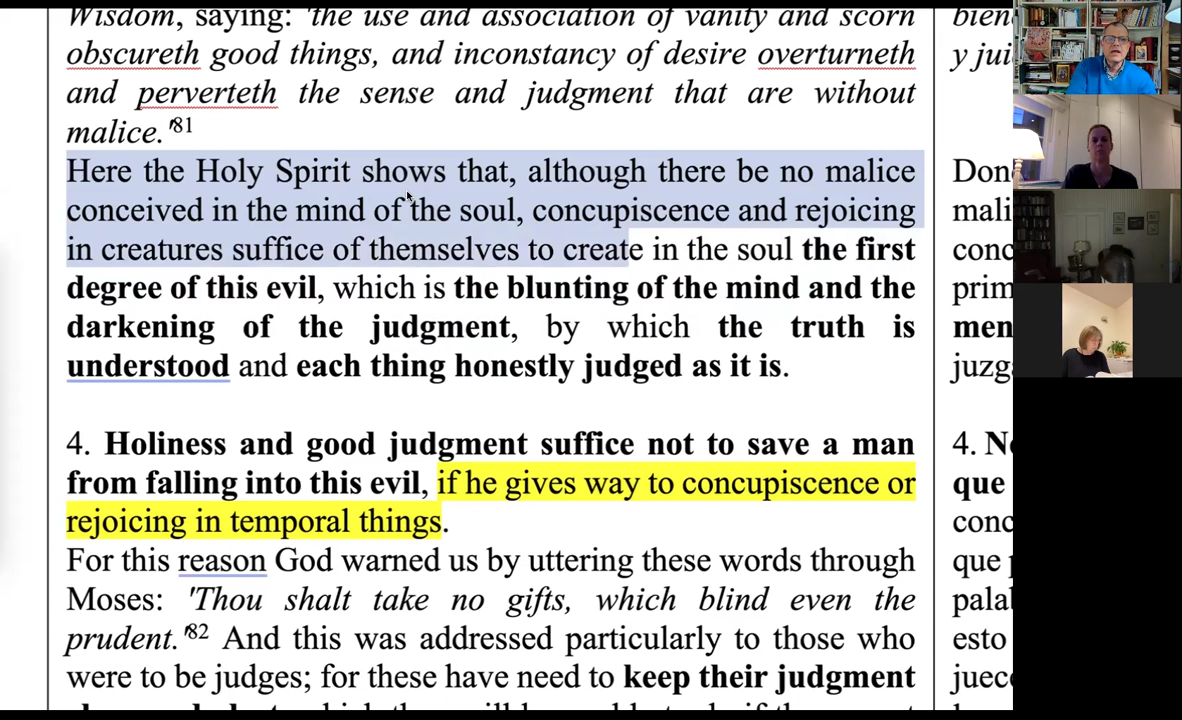 Wisdom, saying: 'the use and association of vanity and scorn
obscureth good things, and inconstancy of desire overturneth
and perverteth the sense and judgment that are without
malice.'81
Here the Holy Spirit shows that, although there be no malice
conceived in the mind of the soul, concupiscence and rejoicing
in creatures suffice of themselves to create in the soul the first
degree of this evil, which is the blunting of the mind and the
darkening of the judgment, by which the truth is
understood and each thing honestly judged as it is.
4. Holiness and good judgment suffice not to save a man
from falling into this evil, if he gives way to concupiscence or
rejoicing in temporal things.
For this reason God warned us by uttering these words through
Moses: 'Thou shalt take no gifts, which blind even the
prudent.'82 And this was addressed particularly to those who
were to be judges; for these have need to keep their judgment
bien
y jui
Don
mali
conc
prim
men
juzg
4. N
que
conc
que
pala
esto
juec